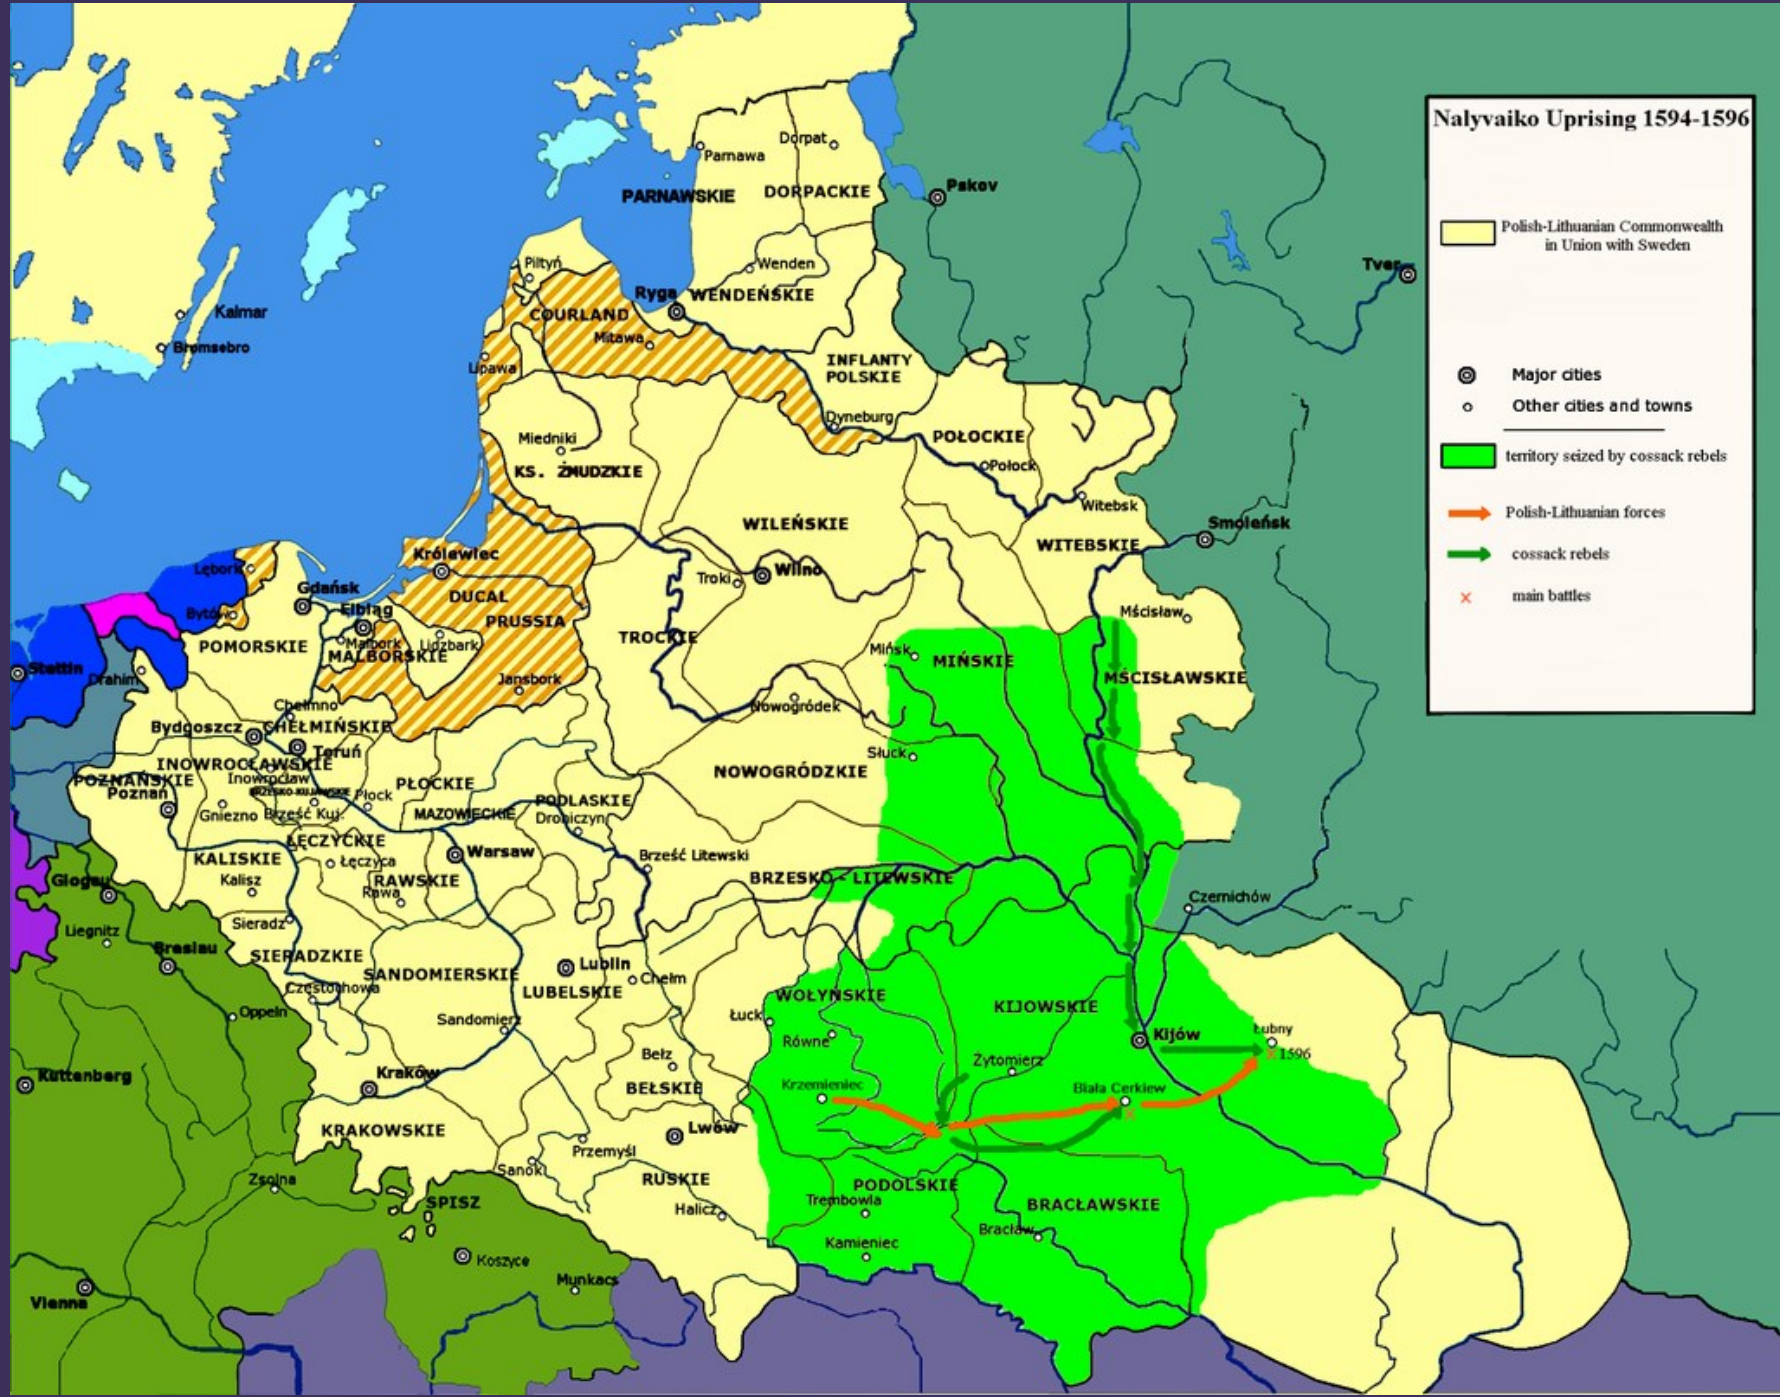 Nalyvaiko Uprising 1594-1596
Polish-Lithuanian Commonwealth
in Union with Sweden
Major cities
Other cities and towns
territory seized by cossack rebels
Polish-Lithuanian forces
cossack rebels
main battles
Dorpat
Parnawa
Pskov
PARNAWSKIE
DORPACKIE
Piltyń
Wenden
Tver
Ryga
WENDEŃSKIE
Kalmar
COURLAND
Mitawa
Bromsebro
INFLANTY
POLSKIE
Lipawa
Dyneburg
Miedniki
POŁOCKIE
KS. ŻMUDZKIE
Połock
Witebsk
WILEŃSKIE
Smoleńsk
WITEBSKIE
Królewiec
Lębork
Troki
Wilno
Gdańsk
DUCAL
PRUSSIA
Elbląg
Bytów
Mścisław
POMORSKIE
Malbork
Lidzbark
MALBORSKIE
TROCKIE
Mińsk
MIŃSKIE
Stettin
Drahim
Jansbork
MŚCISŁAWSKIE
Chełmno
Nowogródek
Bydgoszcz
CHEŁMIŃSKIE
Toruń
Słuck
INOWROCŁAWSKIE
Inowrocław
POZNAŃSKIE
Poznań
PŁOCKIE
NOWOGRÓDZKIE
BRZESKO-KUJAWSKIE
Płock
PODLASKIE
Gniezno
Brześć Kuj.
MAZOWIECKIE
Drohiczyn
ŁĘCZYCKIE
KALISKIE
Łęczyca
Warsaw
Brześć Litewski
Kalisz
RAWSKIE
Rawa
BRZESKO - LITEWSKIE
Glogau
Sieradz
Czernichów
Liegnitz
Breslau
SIERADZKIE
SANDOMIERSKIE
Lublin
LUBELSKIE
Chełm
Częstochowa
WOŁYŃSKIE
KIJOWSKIE
Oppeln
Sandomierz
Łuck
Równe
Kijów
Łubny
1596
Bełz
Żytomierz
Kuttenberg
Kraków
BEŁSKIE
Krzemieniec
Biała Cerkiew
KRAKOWSKIE
Lwów
Przemyśl
Sanok
Zsolna
RUSKIE
PODOLSKIE
SPISZ
Halicz
Trembowla
BRACŁAWSKIE
Bracław
Kamieniec
Koszyce
Munkacs
Vienna